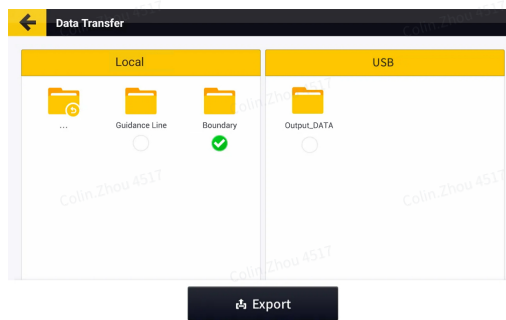 Data Transfer
Local
USB
...
Guidance Line
Boundary
Output_DATA
Export
Colin.Zhou 4517
Colin.Zhou 4517
Colin.Zhou 4517
Colin.Zhou 4517
Colin.Zhou 4517